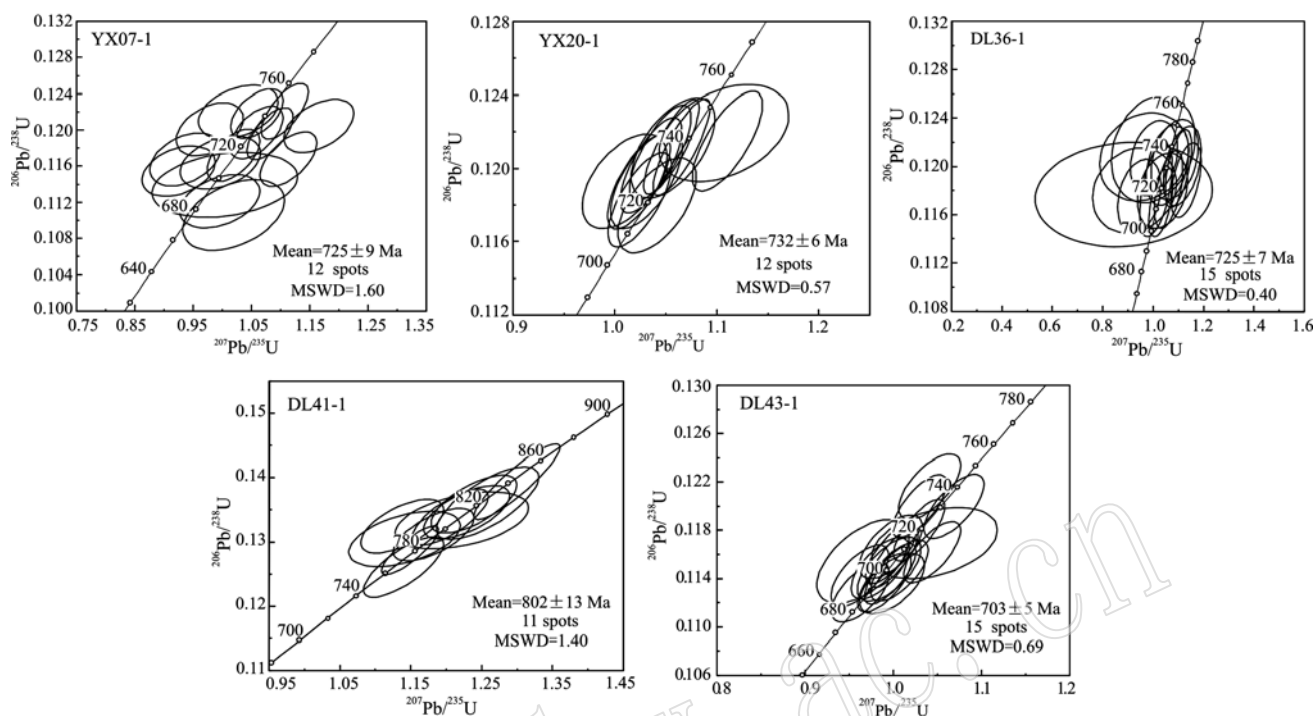 YX07-1
0.132
0.128
0.124
0.120
0.116
0.112
0.108
0.104
0.100
²⁰⁶Pb/²³⁸U
760
720
680
640
Mean=725±9 Ma
12 spots
MSWD=1.60
0.75 0.85 0.95 1.05 1.15 1.25 1.35
²⁰⁷Pb/²³⁵U
YX20-1
0.128
0.124
0.120
0.116
0.112
²⁰⁶Pb/²³⁸U
760
740
720
700
Mean=732±6 Ma
12 spots
MSWD=0.57
0.9 1.0 1.1 1.2
²⁰⁷Pb/²³⁵U
DL36-1
0.132
0.128
0.124
0.120
0.116
0.112
0.108
²⁰⁶Pb/²³⁸U
780
760
740
720
700
680
Mean=725±7 Ma
15 spots
MSWD=0.40
0.2 0.4 0.6 0.8 1.0 1.2 1.4 1.6
²⁰⁷Pb/²³⁵U
DL41-1
0.15
0.14
0.13
0.12
0.11
²⁰⁶Pb/²³⁸U
900
860
820
780
740
700
Mean=802±13 Ma
11 spots
MSWD=1.40
0.95 1.05 1.15 1.25 1.35 1.45
²⁰⁷Pb/²³⁵U
DL43-1
0.130
0.126
0.122
0.118
0.114
0.110
0.106
²⁰⁶Pb/²³⁸U
780
760
740
720
700
680
660
Mean=703±5 Ma
15 spots
MSWD=0.69
0.8 0.9 1.0 1.1 1.2
²⁰⁷Pb/²³⁵U
ac.cn